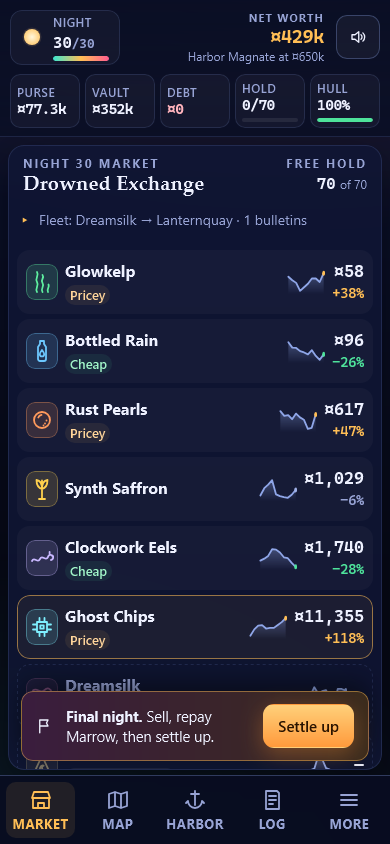 NIGHT
30/30
NET WORTH
¤429k
Harbor Magnate at ¤650k
PURSE
¤77.3k
VAULT
¤352k
DEBT
¤0
HOLD
0/70
HULL
100%
NIGHT 30 MARKET
Drowned Exchange
FREE HOLD
70 of 70
Fleet: Dreamsilk → Lanternquay · 1 bulletins
Glowkelp
Pricey
¤58
+38%
Bottled Rain
Cheap
¤96
−26%
Rust Pearls
Pricey
¤617
+47%
Synth Saffron
¤1,029
−6%
Clockwork Eels
Cheap
¤1,740
−28%
Ghost Chips
Pricey
¤11,355
+118%
Dreamsilk
Final night. Sell, repay
Marrow, then settle up.
Settle up
MARKET
MAP
HARBOR
LOG
MORE